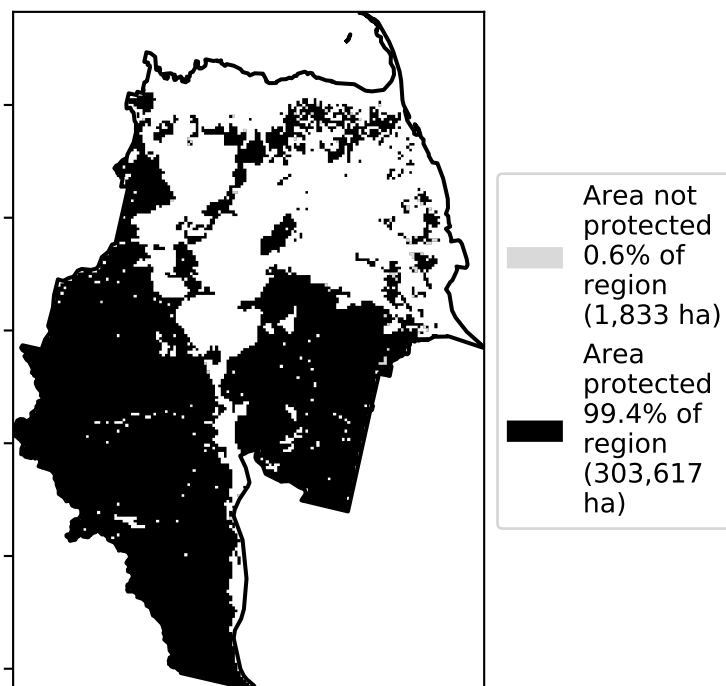 Area not
protected
0.6% of
region
(1,833 ha)
Area
protected
99.4% of
region
(303,617
ha)